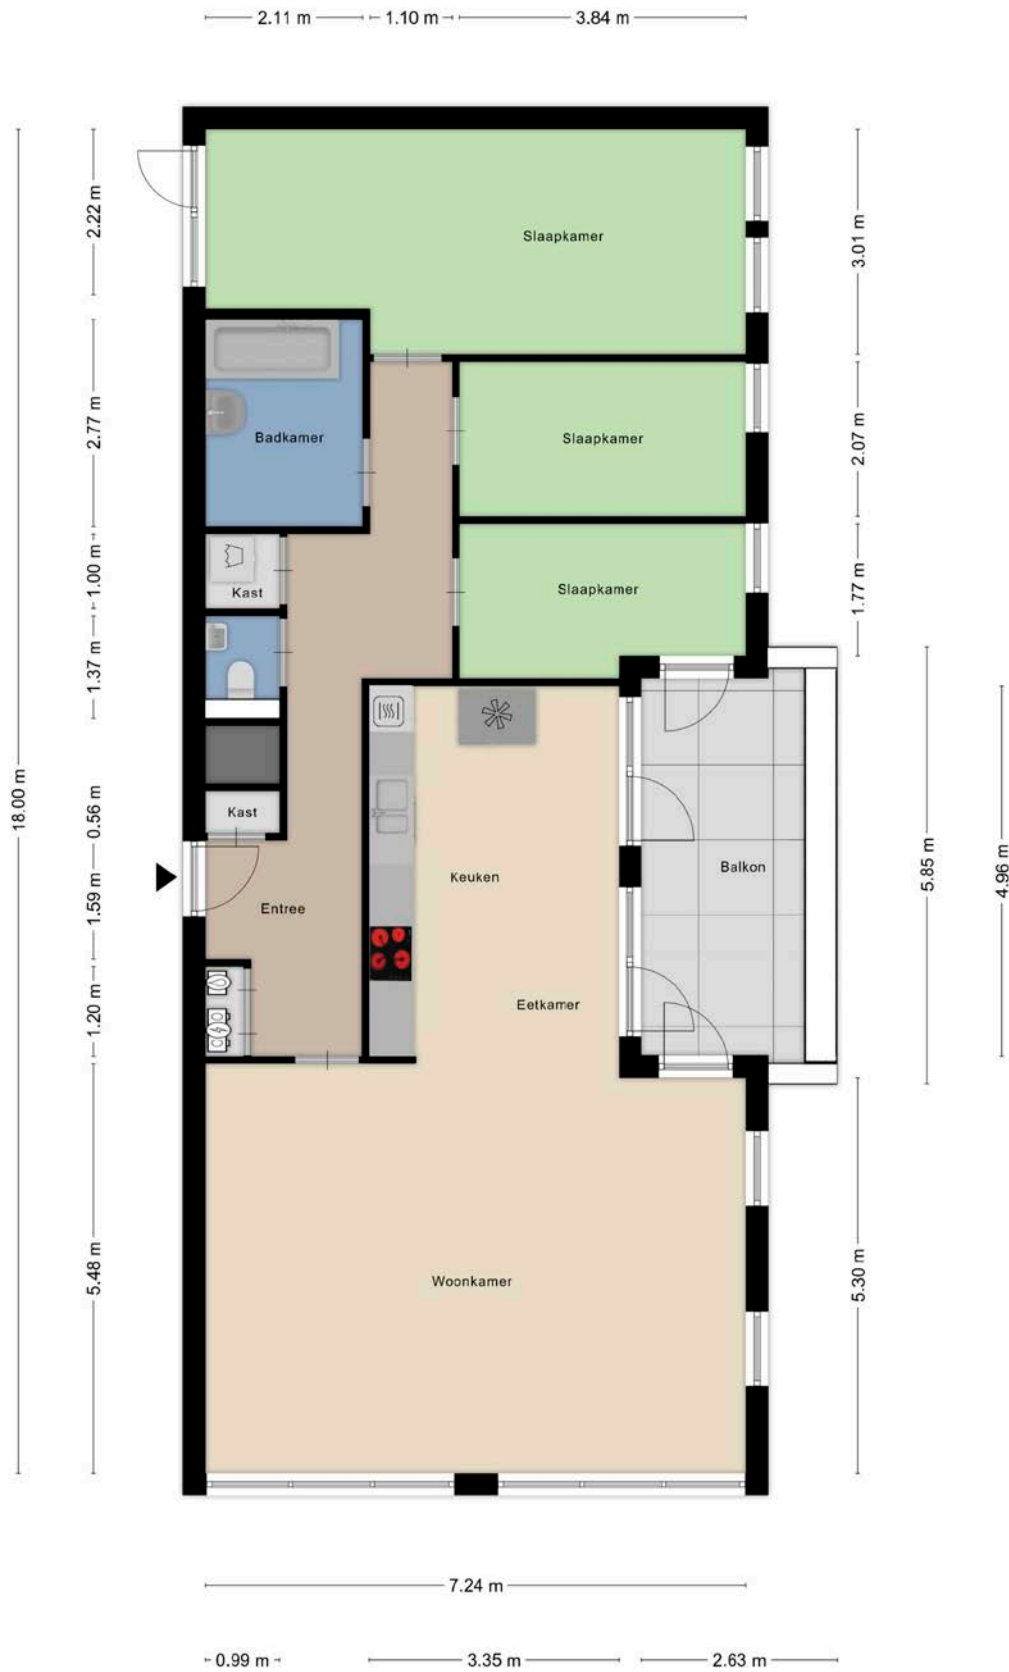 2.11 m
1.10 m
3.84 m
2.22 m
3.01 m
Slaapkamer
2.77 m
2.07 m
Badkamer
Slaapkamer
1.00 m
1.77 m
Kast
Slaapkamer
1.37 m
18.00 m
0.56 m
Kast
5.85 m
4.96 m
1.59 m
Keuken
Balkon
Entree
1.20 m
Eetkamer
5.48 m
5.30 m
Woonkamer
7.24 m
0.99 m
3.35 m
2.63 m